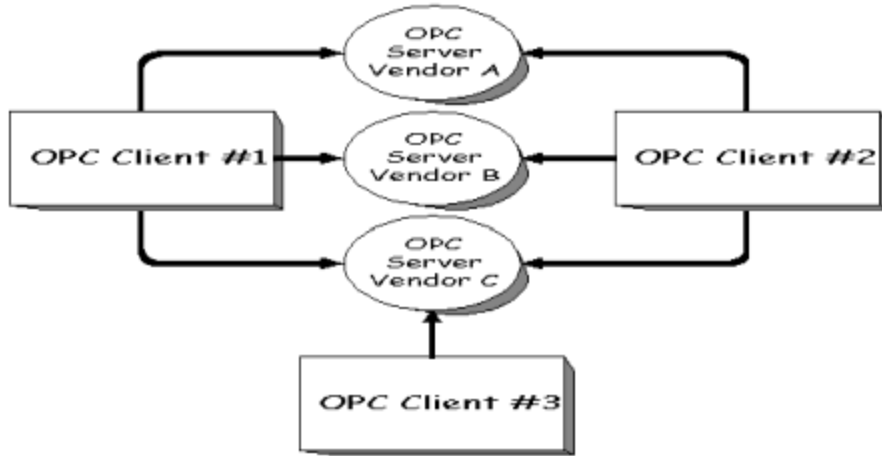 OPC
Server
Vendor A
OPC Client #1
OPC
Server
Vendor B
OPC Client #2
OPC
Server
Vendor C
OPC Client #3